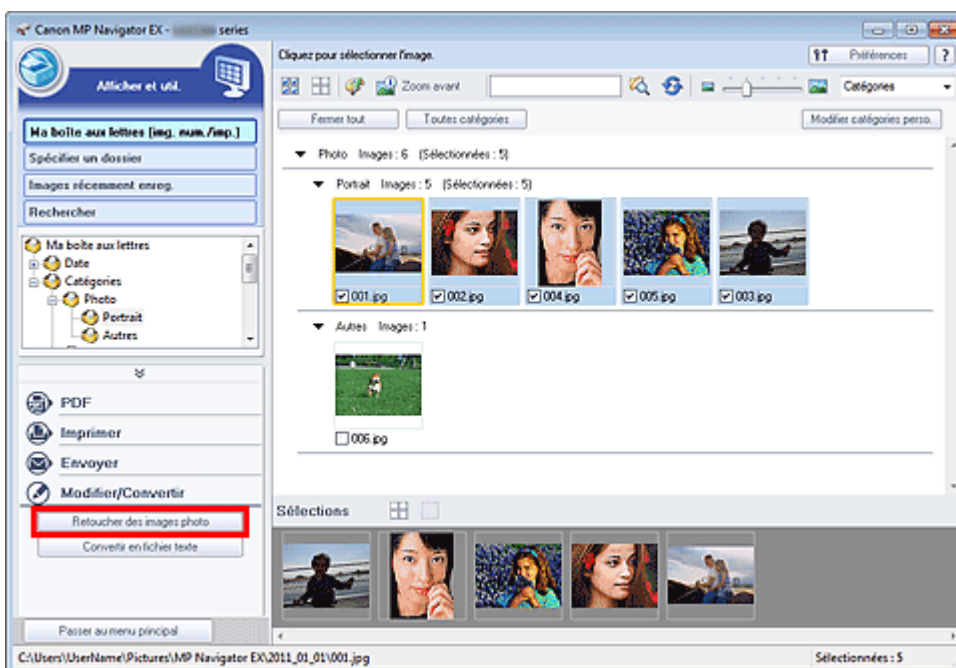 Canon MP Navigator EX - series
Afficher et util.
Ma boîte aux lettres [img. num./imp.]
Spécifier un dossier
Images récemment enreg.
Rechercher
Ma boîte aux lettres
Date
Catégories
Photo
Portrait
Autres
PDF
Imprimer
Envoyer
Modifier/Convertir
Retoucher des images photo
Convertir en fichier texte
Passer au menu principal
Cliquez pour sélectionner l'image.
Préférences ?
Zoom avant
Catégories
Fermer tout Toutes catégories Modifier catégories perso.
Photo Images : 6 (Sélectionnées : 5)
Portrait Images : 5 (Sélectionnées : 5)
001.jpg 002.jpg 004.jpg 005.jpg 003.jpg
Autres Images : 1
006.jpg
Sélections
C:\Users\UserName\Pictures\MP Navigator EX\2011_01_01\001.jpg Sélectionnées : 5